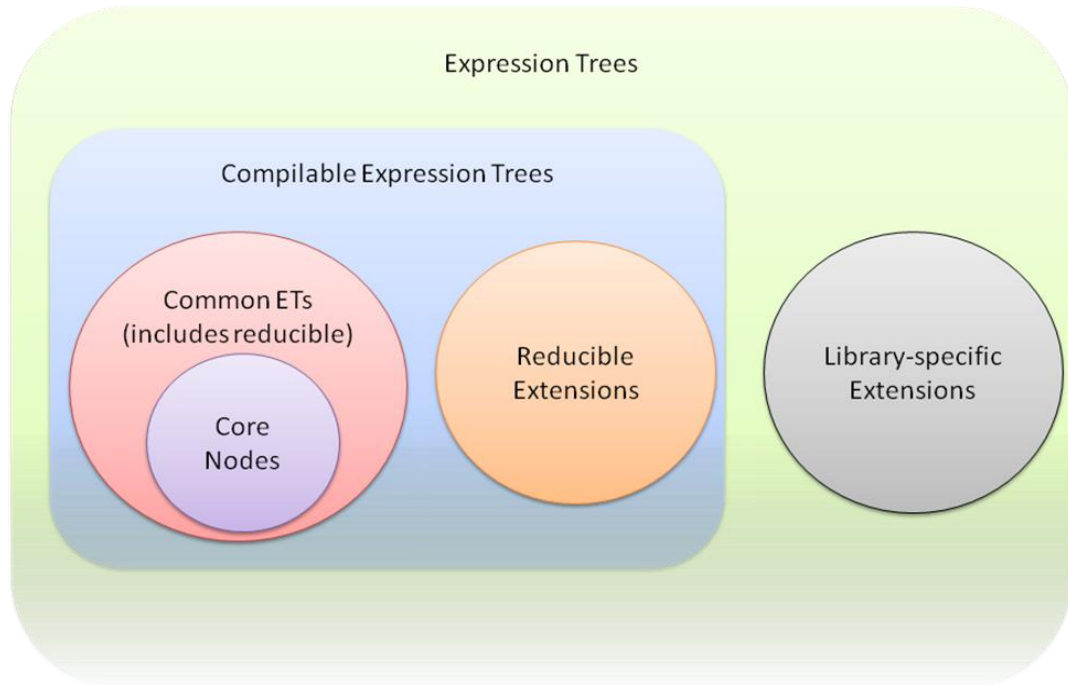 Expression Trees
Compilable Expression Trees
Common ETs
(includes reducible)
Core
Nodes
Reducible
Extensions
Library-specific
Extensions